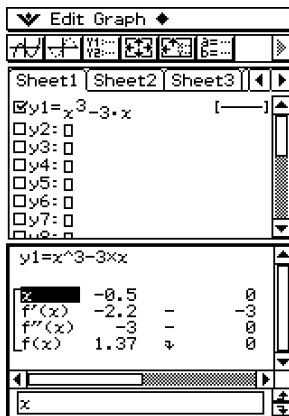 Edit Graph ◆
Sheet1 Sheet2 Sheet3
y1=x³-3·x [—]
y2:
y3:
y4:
y5:
y6:
y7:
y1=x^3-3×x
x -0.5 0
f'(x) -2.2 - -3
f''(x) -3 - 0
f(x) 1.37 0
x